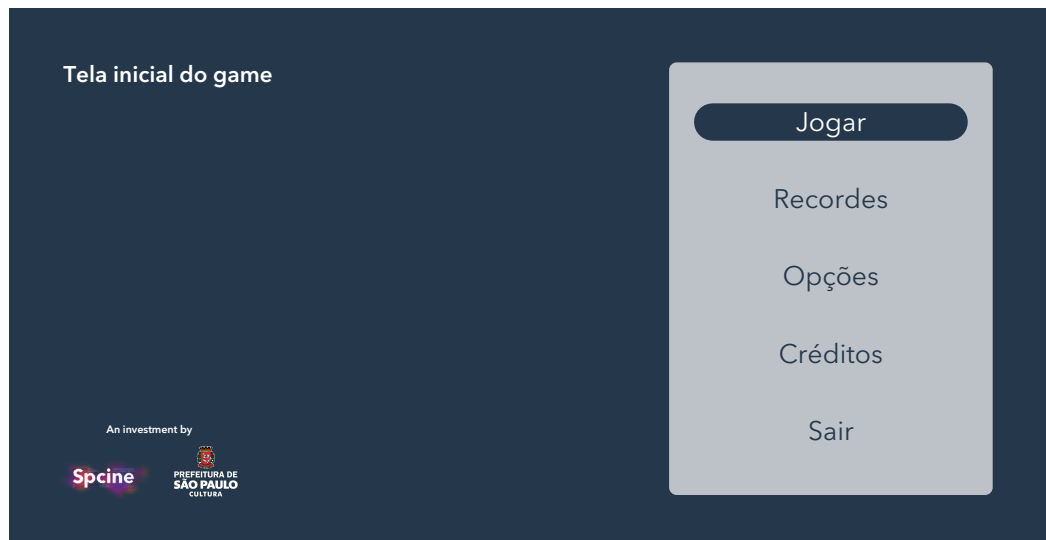 Tela inicial do game
Jogar
Recordes
Opções
Créditos
Sair
An investment by
Spcine
PREFEITURA DE
SÃO PAULO
CULTURA